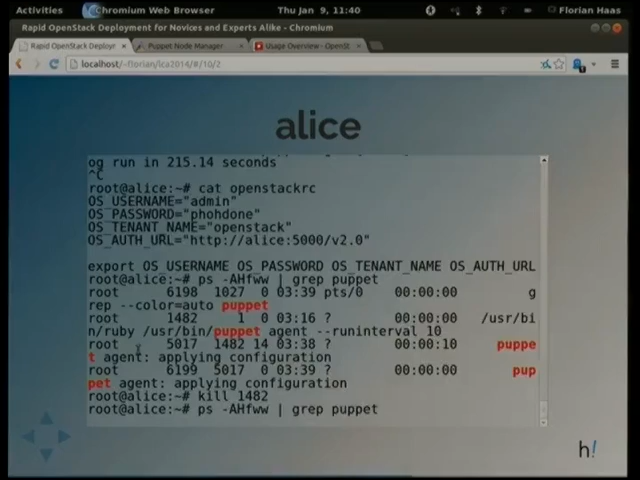 Activities
Chromium Web Browser
Thu Jan 9, 11:40
Florian Haas
Rapid OpenStack Deployment for Novices and Experts Alike - Chromium
Rapid OpenStack Deploym
Puppet Node Manager
Usage Overview - OpenSt
localhost/~florian/lca2014/#/10/2
alice
og run in 215.14 seconds
^C
root@alice:~# cat openstackrc
OS_USERNAME="admin"
OS_PASSWORD="phohdone"
OS_TENANT_NAME="openstack"
OS_AUTH_URL="http://alice:5000/v2.0"
export OS_USERNAME OS_PASSWORD OS_TENANT_NAME OS_AUTH_URL
root@alice:~# ps -AHfww | grep puppet
root 6198 1027 0 03:39 pts/0 00:00:00 g
rep --color=auto puppet
root 1482 1 0 03:16 ? 00:00:00 /usr/bi
n/ruby /usr/bin/puppet agent --runinterval 10
root 5017 1482 14 03:38 ? 00:00:10 puppe
t agent: applying configuration
root 6199 5017 0 03:39 ? 00:00:00 pup
pet agent: applying configuration
root@alice:~# kill 1482
root@alice:~# ps -AHfww | grep puppet
h!